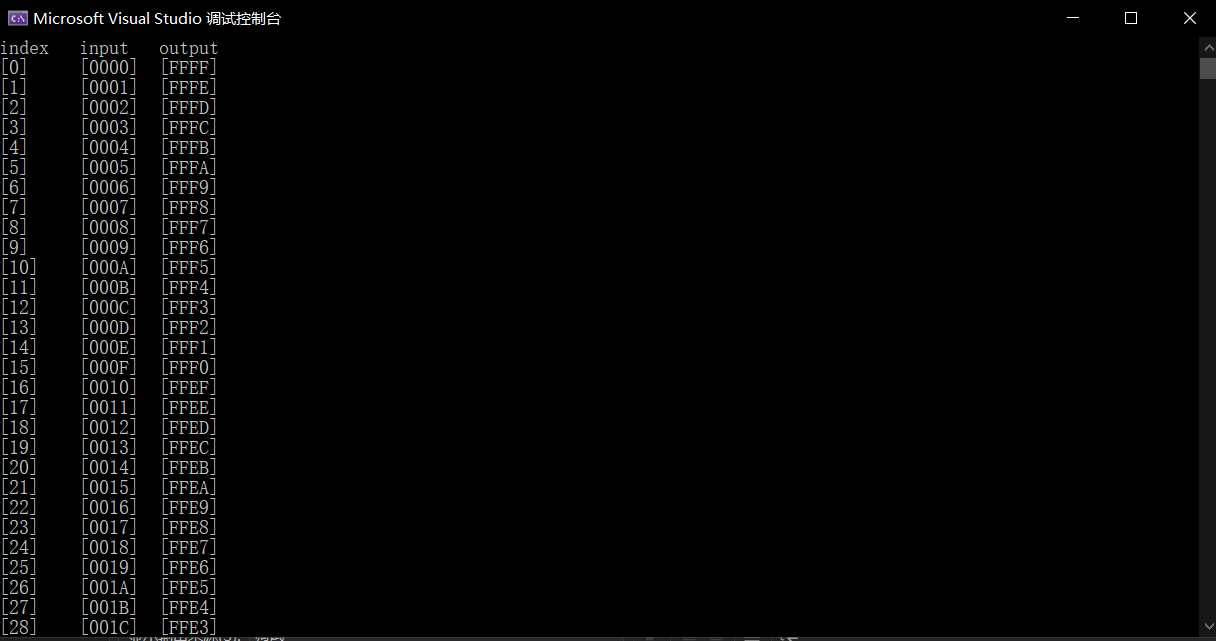 Microsoft Visual Studio 调试控制台
index input output
[0] [0000] [FFFF]
[1] [0001] [FFFE]
[2] [0002] [FFFD]
[3] [0003] [FFFC]
[4] [0004] [FFFB]
[5] [0005] [FFFA]
[6] [0006] [FFF9]
[7] [0007] [FFF8]
[8] [0008] [FFF7]
[9] [0009] [FFF6]
[10] [000A] [FFF5]
[11] [000B] [FFF4]
[12] [000C] [FFF3]
[13] [000D] [FFF2]
[14] [000E] [FFF1]
[15] [000F] [FFF0]
[16] [0010] [FFEF]
[17] [0011] [FFEE]
[18] [0012] [FFED]
[19] [0013] [FFEC]
[20] [0014] [FFEB]
[21] [0015] [FFEA]
[22] [0016] [FFE9]
[23] [0017] [FFE8]
[24] [0018] [FFE7]
[25] [0019] [FFE6]
[26] [001A] [FFE5]
[27] [001B] [FFE4]
[28] [001C] [FFE3]